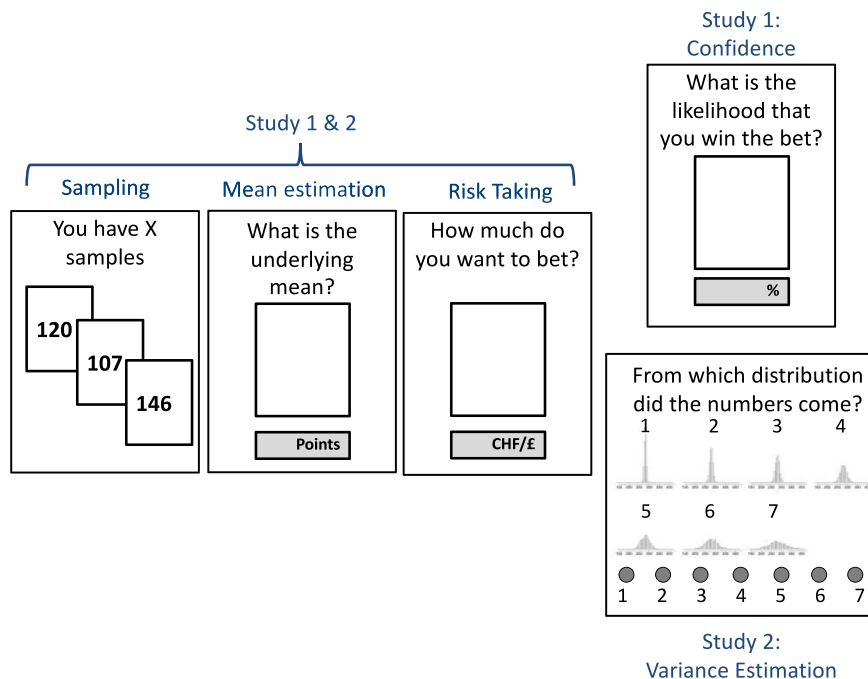 Study 1 & 2
Sampling
You have X
samples
120
107
146
Mean estimation
What is the
underlying
mean?
Points
Risk Taking
How much do
you want to bet?
CHF/£
Study 1:
Confidence
What is the
likelihood that
you win the bet?
%
From which distribution
did the numbers come?
1 2 3 4
5 6 7
1 2 3 4 5 6 7
Study 2:
Variance Estimation